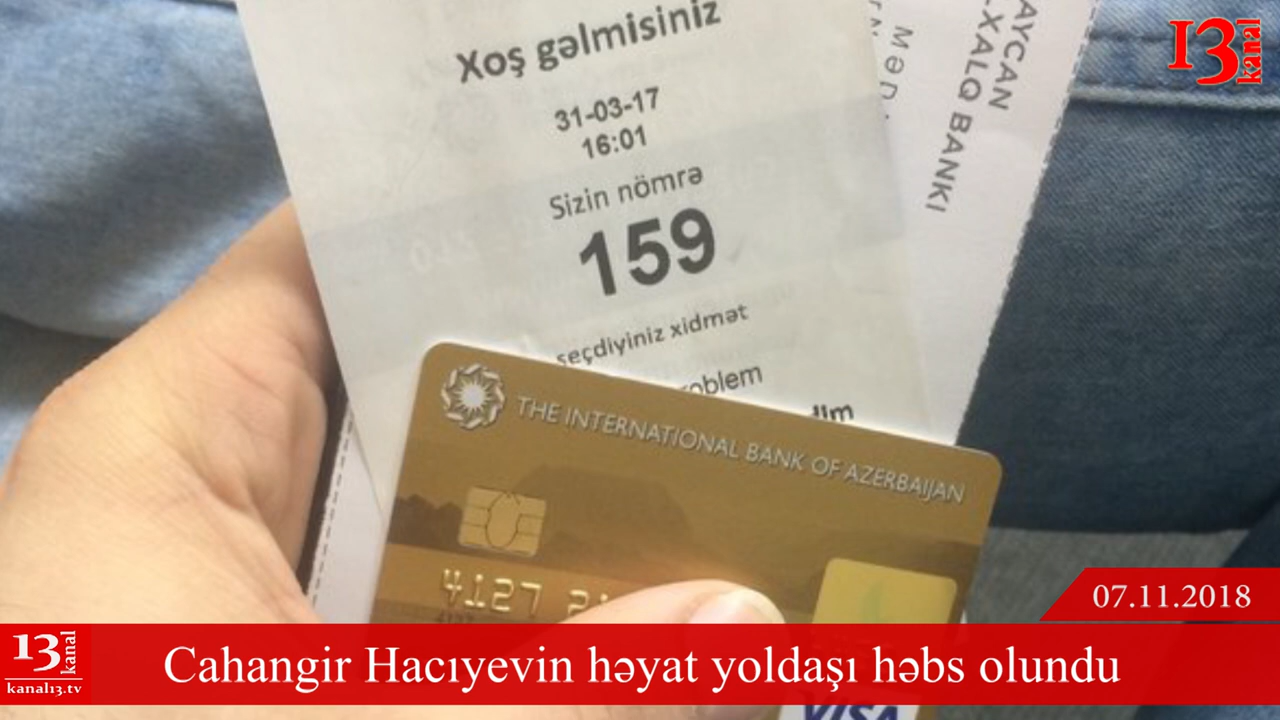 Xoş gəlmisiniz
31-03-17
16:01
Sizin nömrə
159
seçdiyiniz xidmət
AYCAN
XALQ BANKI
THE INTERNATIONAL BANK OF AZERBAIJAN
4127
VISA
13 kanal
07.11.2018
13 kanal
kanal13.tv
Cahangir Hacıyevin həyat yoldaşı həbs olundu